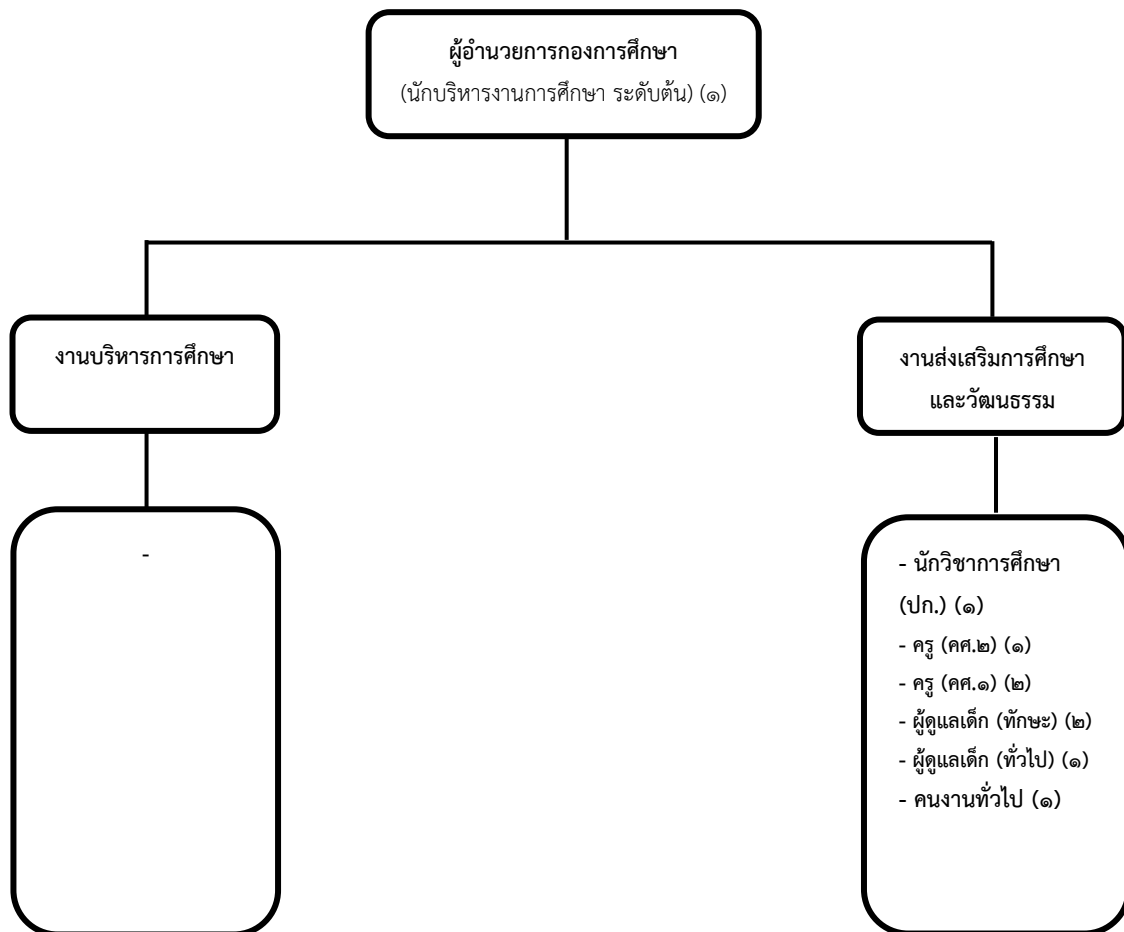 ผู้อำนวยการกองการศึกษา
(นักบริหารงานการศึกษา ระดับต้น) (๑)
งานบริหารการศึกษา
งานส่งเสริมการศึกษา
และวัฒนธรรม
-
- นักวิชาการศึกษา
(ปก.) (๑)
- ครู (คศ.๒) (๑)
- ครู (คศ.๑) (๒)
- ผู้ดูแลเด็ก (ทักษะ) (๒)
- ผู้ดูแลเด็ก (ทั่วไป) (๑)
- คนงานทั่วไป (๑)